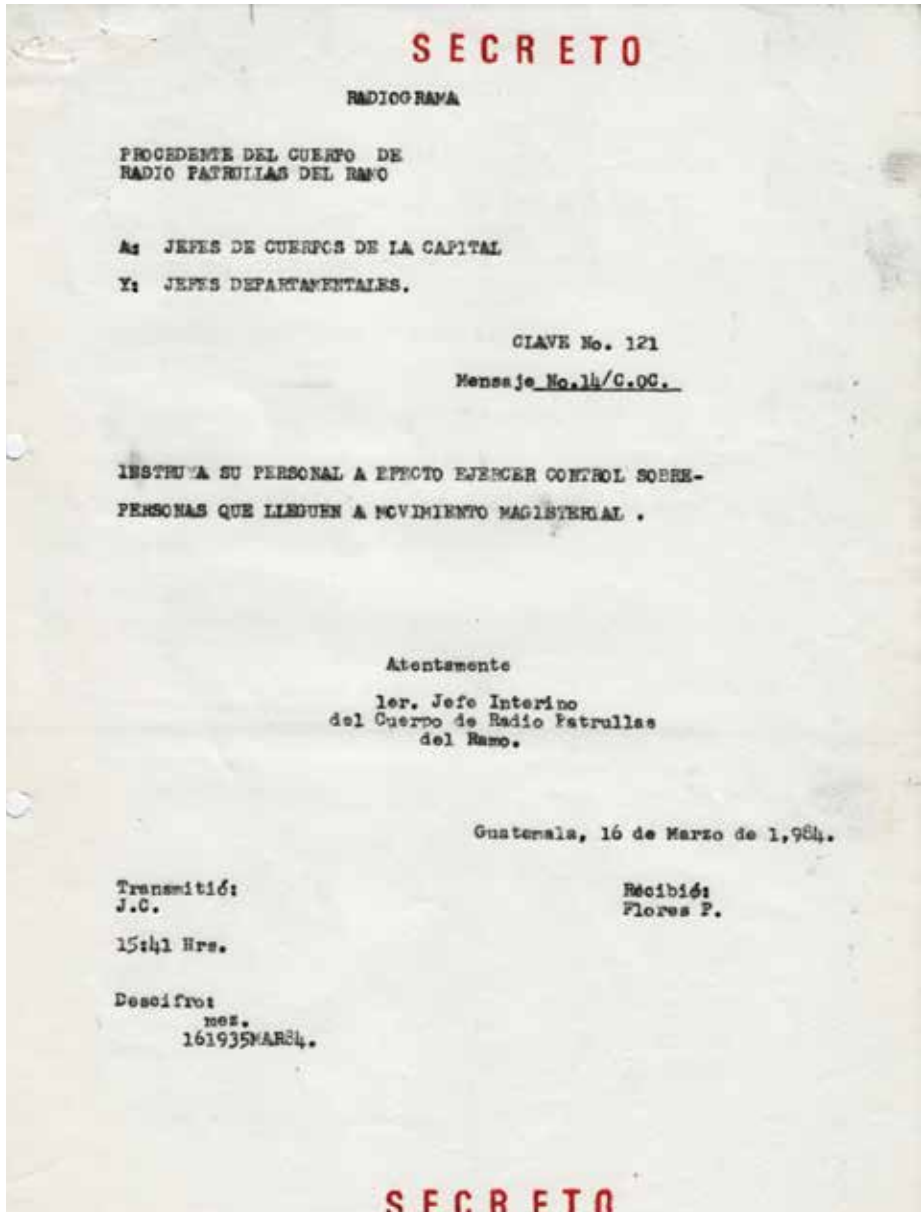 SECRETO
RADIOGRAMA
PROCEDENTE DEL CUERPO DE
RADIO PATRULLAS DEL RAMO
A: JEFES DE CUERPOS DE LA CAPITAL
Y: JEFES DEPARTAMENTALES.
CLAVE No. 121
Mensaje No.14/C.OC.
INSTRUYA SU PERSONAL A EFECTO EJERCER CONTROL SOBRE-
PERSONAS QUE LLEGUEN A MOVIMIENTO MAGISTERIAL .
Atentamente
1er. Jefe Interino
del Cuerpo de Radio Patrullas
del Ramo.
Guatemala, 16 de Marzo de 1,984.
Transmitió:
J.C.
Recibió:
Flores P.
15:41 Hrs.
Descifro:
mez.
161935MAR84.
SECRETO